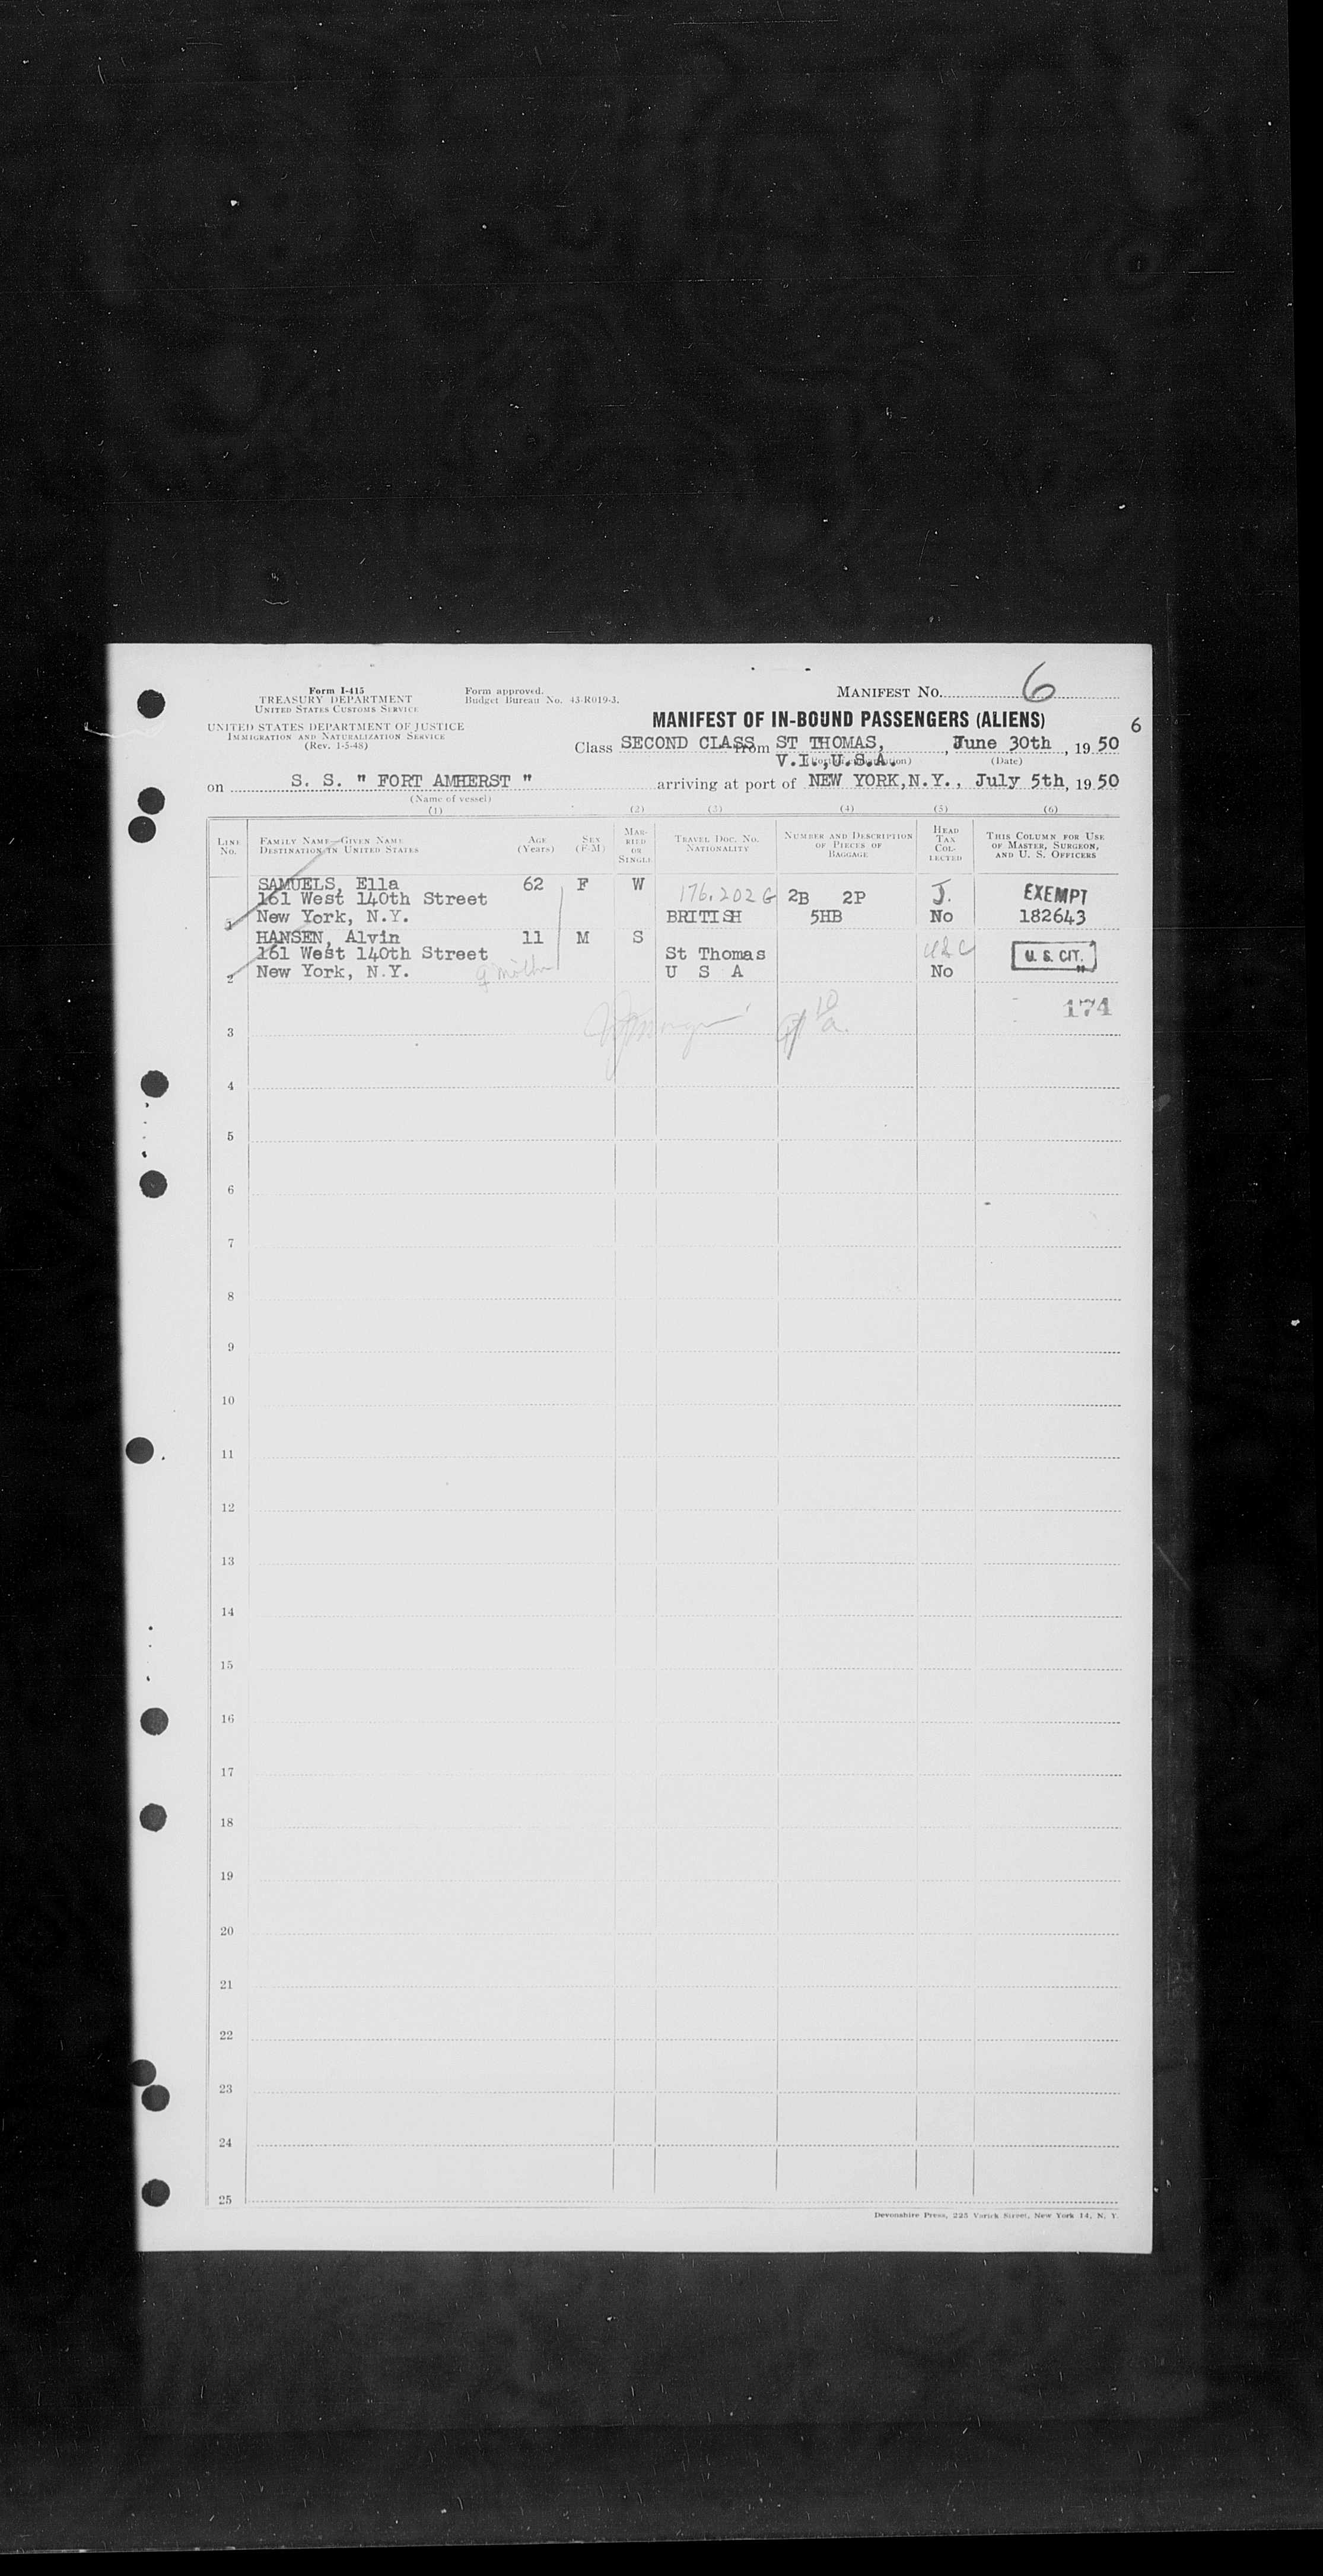 Form I-415
TREASURY DEPARTMENT
UNITED STATES CUSTOMS SERVICE
UNITED STATES DEPARTMENT OF JUSTICE
IMMIGRATION AND NATURALIZATION SERVICE
(Rev. 1-5-48)
Form approved.
Budget Bureau No. 43-R019-3.
MANIFEST No. 6
MANIFEST OF IN-BOUND PASSENGERS (ALIENS)
6
Class SECOND CLASS from ST THOMAS, V.I.,U.S.A. , June 30th , 19 50
(Date)
on S. S. " FORT AMHERST " arriving at port of NEW YORK,N.Y., July 5th, 19 50
(Name of vessel)
(1) (2) (3) (4) (5) (6)
LINE No.
FAMILY NAME—GIVEN NAME
DESTINATION IN UNITED STATES
AGE (Years)
SEX (F-M)
MARRIED OR SINGLE
TRAVEL DOC. NO.
NATIONALITY
NUMBER AND DESCRIPTION OF PIECES OF BAGGAGE
HEAD TAX COLLECTED
THIS COLUMN FOR USE OF MASTER, SURGEON, AND U. S. OFFICERS
SAMUELS, Ella 62 F W 176.202 G 2B 2P J. EXEMPT
161 West 140th Street
1 New York, N.Y. BRITISH 5HB No 182643
HANSEN, Alvin 11 M S
161 West 140th Street St Thomas USC U. S. CIT.
2 New York, N.Y. U S A No "
174
3
4
5
6
7
8
9
10
11
12
13
14
15
16
17
18
19
20
21
22
23
24
25
Devonshire Press, 225 Varick Street, New York 14, N. Y.